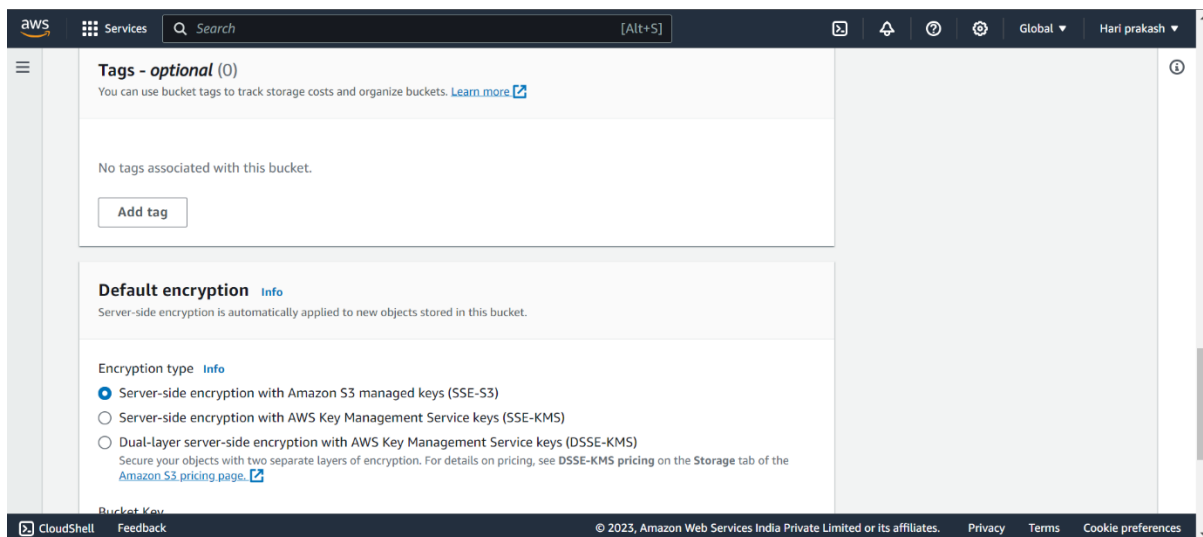 aws
Services
Search
[Alt+S]
Global
Hari prakash
Tags - optional (0)
You can use bucket tags to track storage costs and organize buckets. Learn more
No tags associated with this bucket.
Add tag
Default encryption Info
Server-side encryption is automatically applied to new objects stored in this bucket.
Encryption type Info
Server-side encryption with Amazon S3 managed keys (SSE-S3)
Server-side encryption with AWS Key Management Service keys (SSE-KMS)
Dual-layer server-side encryption with AWS Key Management Service keys (DSSE-KMS)
Secure your objects with two separate layers of encryption. For details on pricing, see DSSE-KMS pricing on the Storage tab of the
Amazon S3 pricing page.
Bucket Key
CloudShell Feedback © 2023, Amazon Web Services India Private Limited or its affiliates. Privacy Terms Cookie preferences